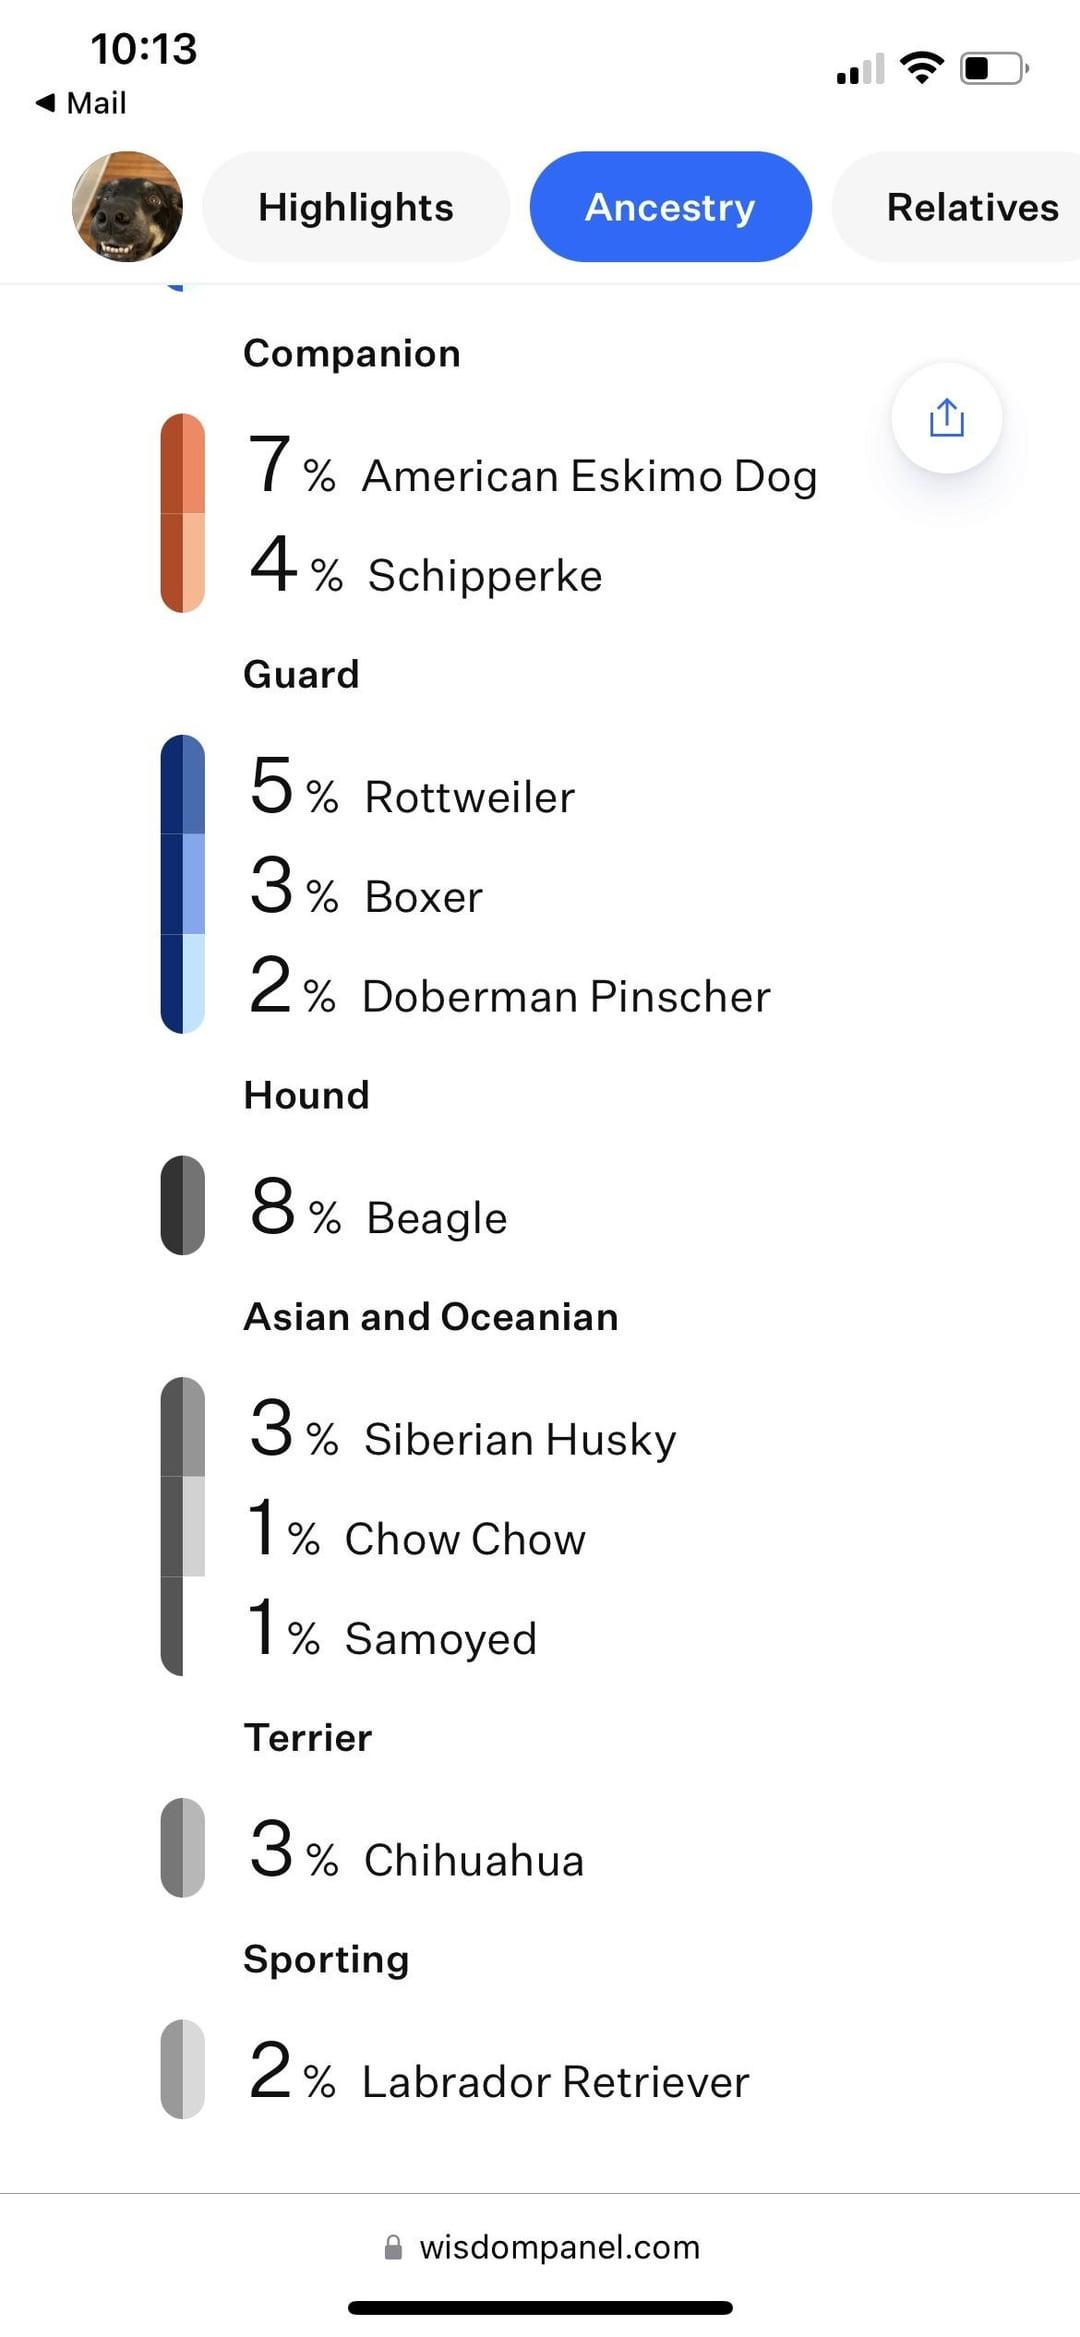 10:13
◀ Mail
Highlights
Ancestry
Relatives
Companion
7 % American Eskimo Dog
4 % Schipperke
Guard
5 % Rottweiler
3 % Boxer
2 % Doberman Pinscher
Hound
8 % Beagle
Asian and Oceanian
3 % Siberian Husky
1 % Chow Chow
1 % Samoyed
Terrier
3 % Chihuahua
Sporting
2 % Labrador Retriever
wisdompanel.com